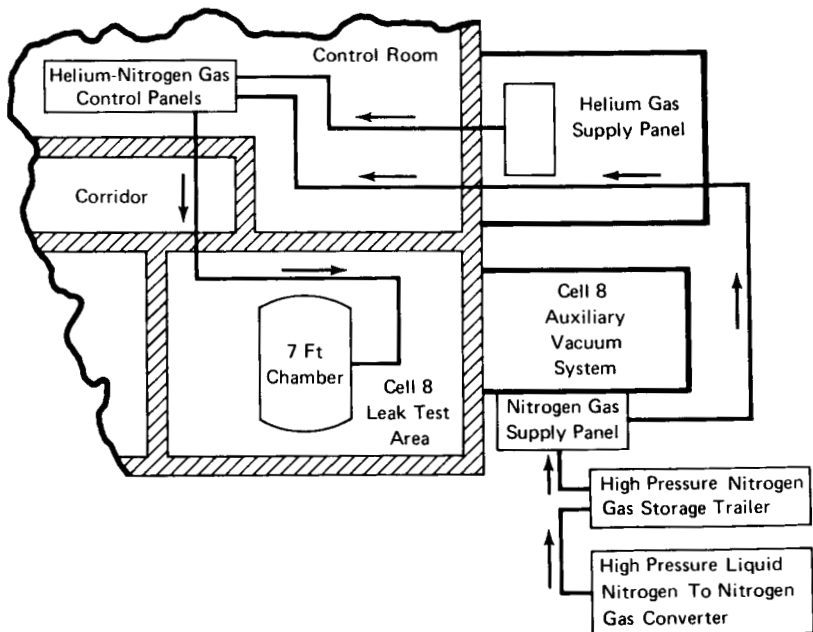 Control Room
Helium-Nitrogen Gas
Control Panels
Helium Gas
Supply Panel
Corridor
7 Ft
Chamber
Cell 8
Leak Test
Area
Cell 8
Auxiliary
Vacuum
System
Nitrogen Gas
Supply Panel
High Pressure Nitrogen
Gas Storage Trailer
High Pressure Liquid
Nitrogen To Nitrogen
Gas Converter